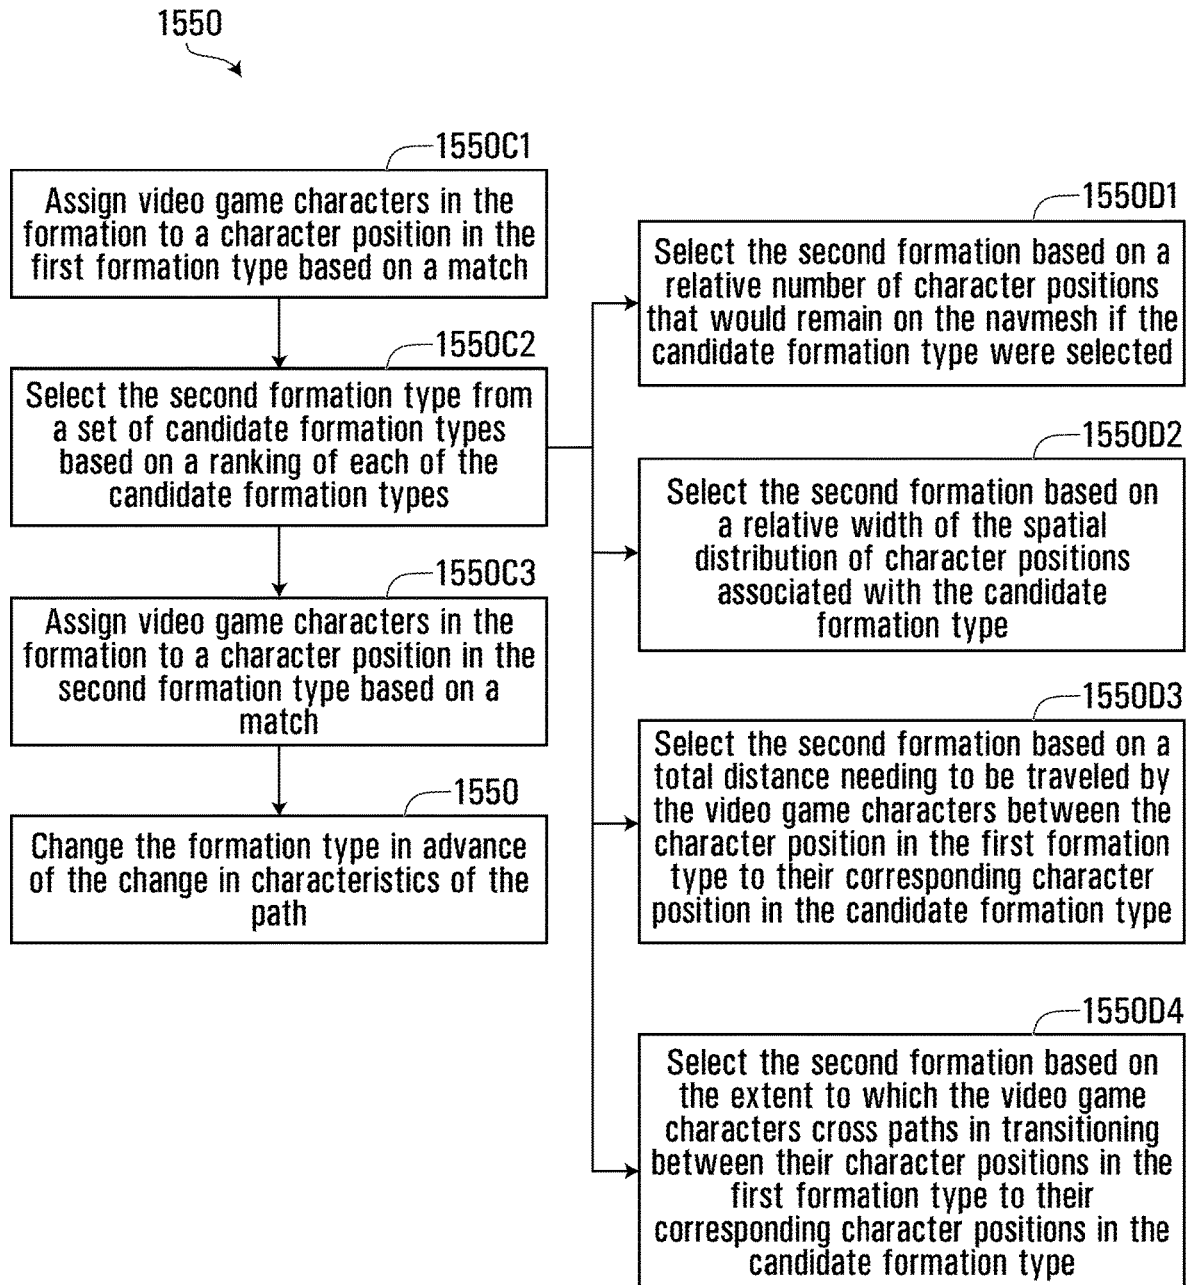 1550
1550C1
Assign video game characters in the
formation to a character position in the
first formation type based on a match
1550C2
Select the second formation type from
a set of candidate formation types
based on a ranking of each of the
candidate formation types
1550C3
Assign video game characters in the
formation to a character position in the
second formation type based on a
match
1550
Change the formation type in advance
of the change in characteristics of the
path
1550D1
Select the second formation based on a
relative number of character positions
that would remain on the navmesh if the
candidate formation type were selected
1550D2
Select the second formation based on
a relative width of the spatial
distribution of character positions
associated with the candidate
formation type
1550D3
Select the second formation based on a
total distance needing to be traveled by
the video game characters between the
character position in the first formation
type to their corresponding character
position in the candidate formation type
1550D4
Select the second formation based on
the extent to which the video game
characters cross paths in transitioning
between their character positions in the
first formation type to their
corresponding character positions in the
candidate formation type